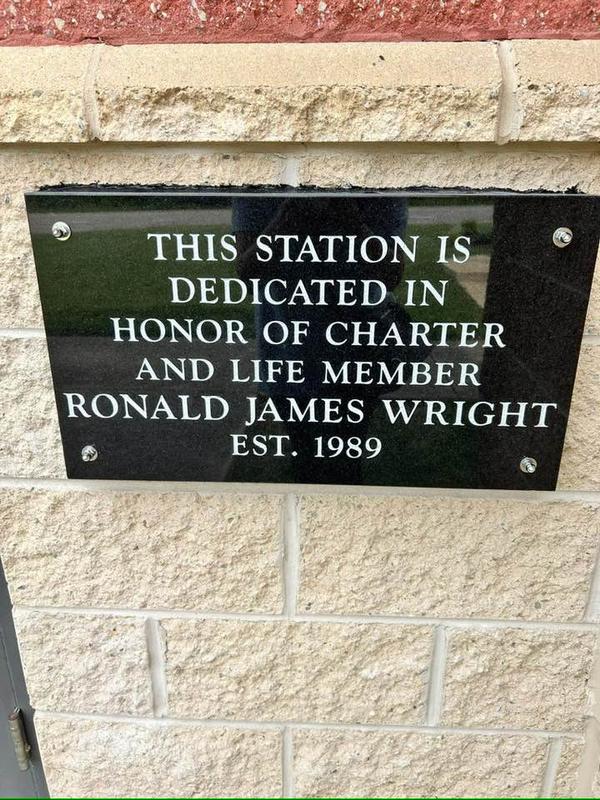 THIS STATION IS
DEDICATED IN
HONOR OF CHARTER
AND LIFE MEMBER
RONALD JAMES WRIGHT
EST. 1989